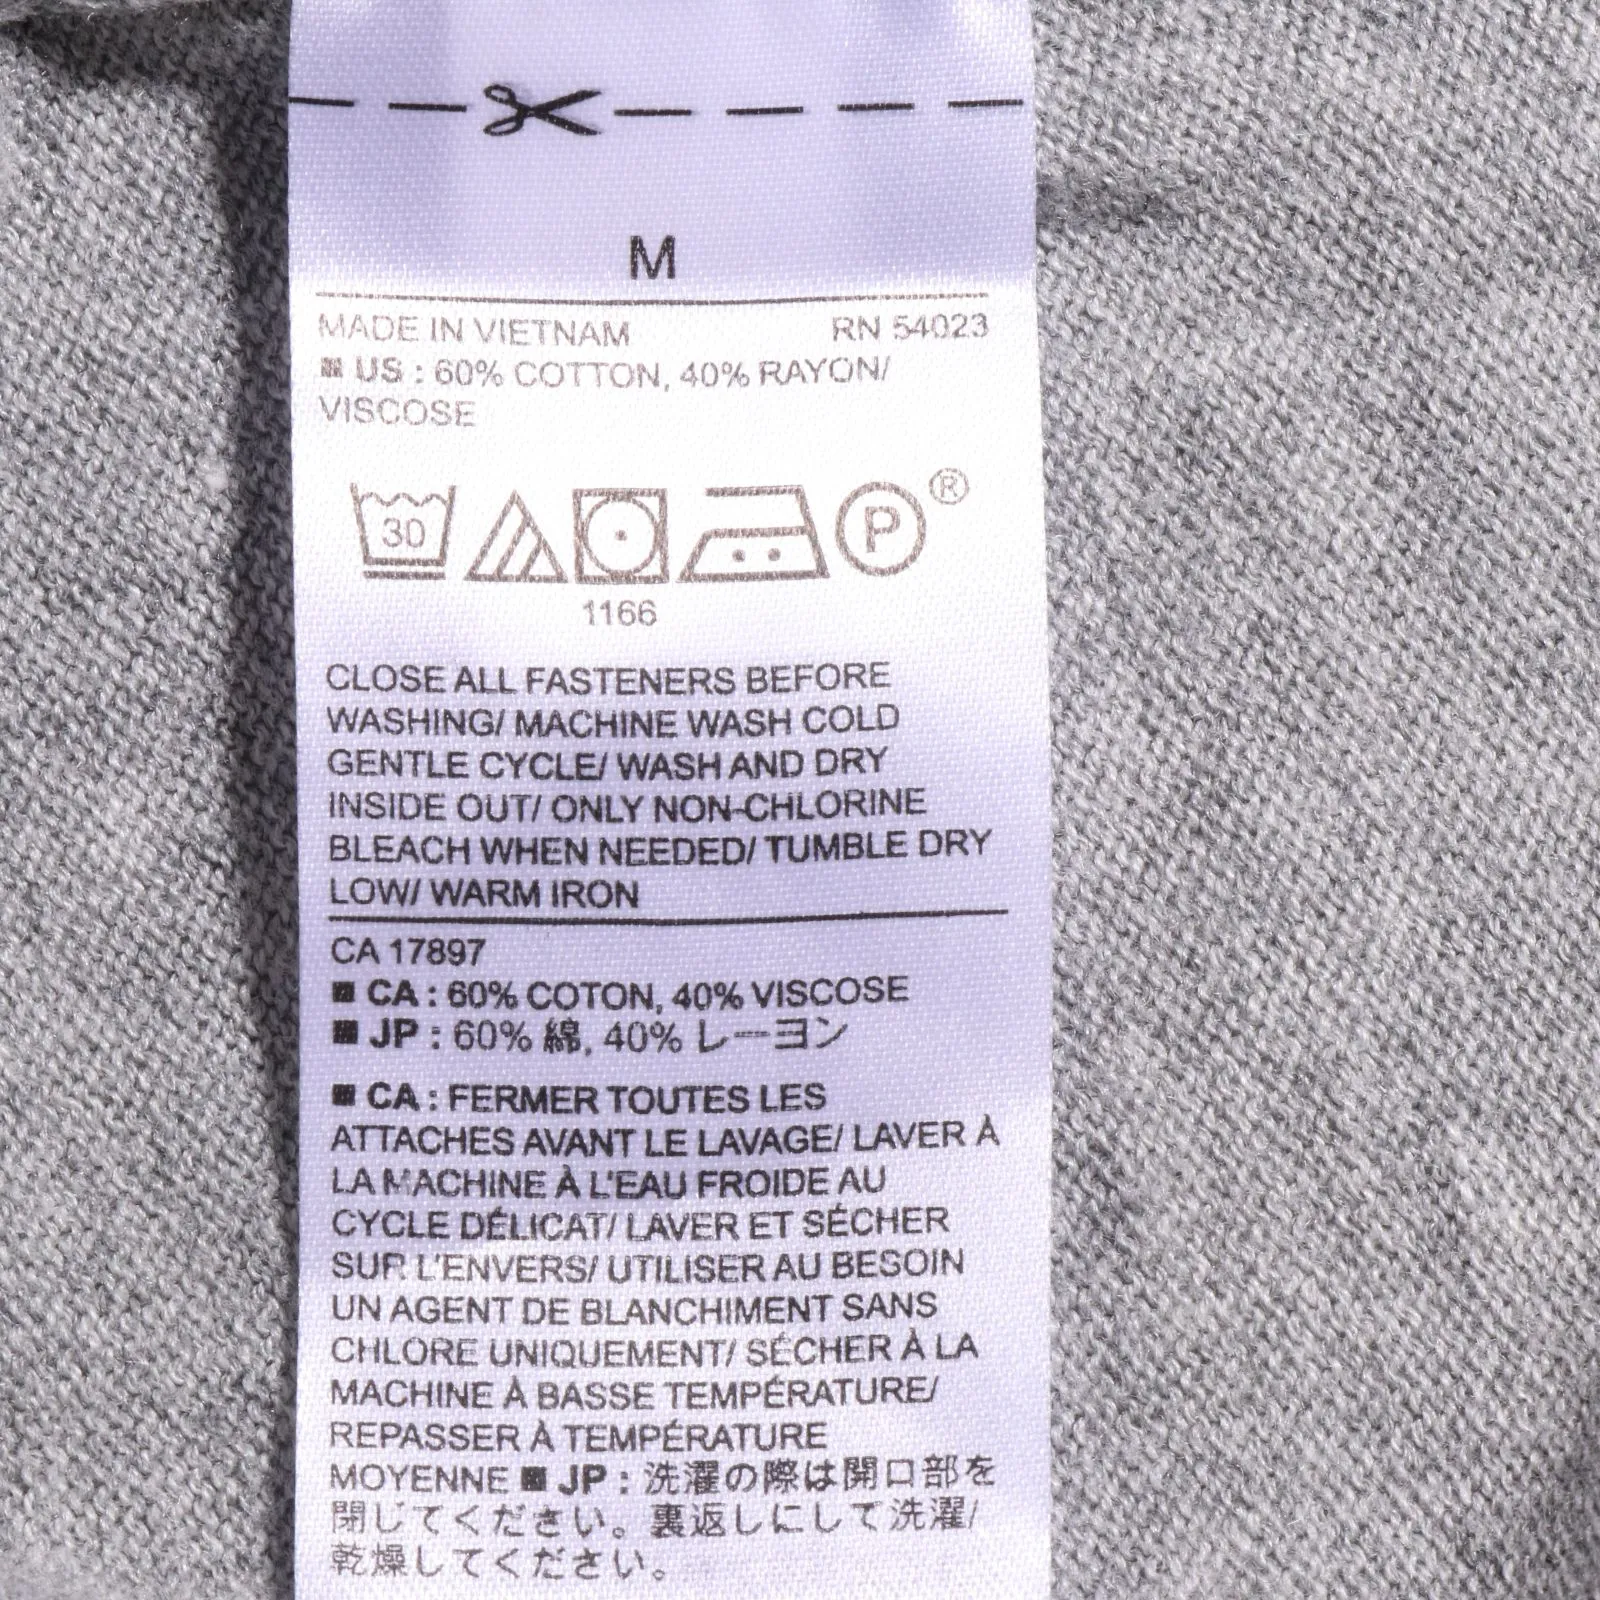 M
MADE IN VIETNAM RN 54023
■ US : 60% COTTON, 40% RAYON/
VISCOSE
30 P ®
1166
CLOSE ALL FASTENERS BEFORE
WASHING/ MACHINE WASH COLD
GENTLE CYCLE/ WASH AND DRY
INSIDE OUT/ ONLY NON-CHLORINE
BLEACH WHEN NEEDED/ TUMBLE DRY
LOW/ WARM IRON
CA 17897
■ CA : 60% COTON, 40% VISCOSE
■ JP : 60% 綿, 40% レーヨン
■ CA : FERMER TOUTES LES
ATTACHES AVANT LE LAVAGE/ LAVER À
LA MACHINE À L'EAU FROIDE AU
CYCLE DÉLICAT/ LAVER ET SÉCHER
SUR L'ENVERS/ UTILISER AU BESOIN
UN AGENT DE BLANCHIMENT SANS
CHLORE UNIQUEMENT/ SÉCHER À LA
MACHINE À BASSE TEMPÉRATURE/
REPASSER À TEMPÉRATURE
MOYENNE ■ JP : 洗濯の際は開口部を
閉じてください。裏返しにして洗濯/
乾燥してください。